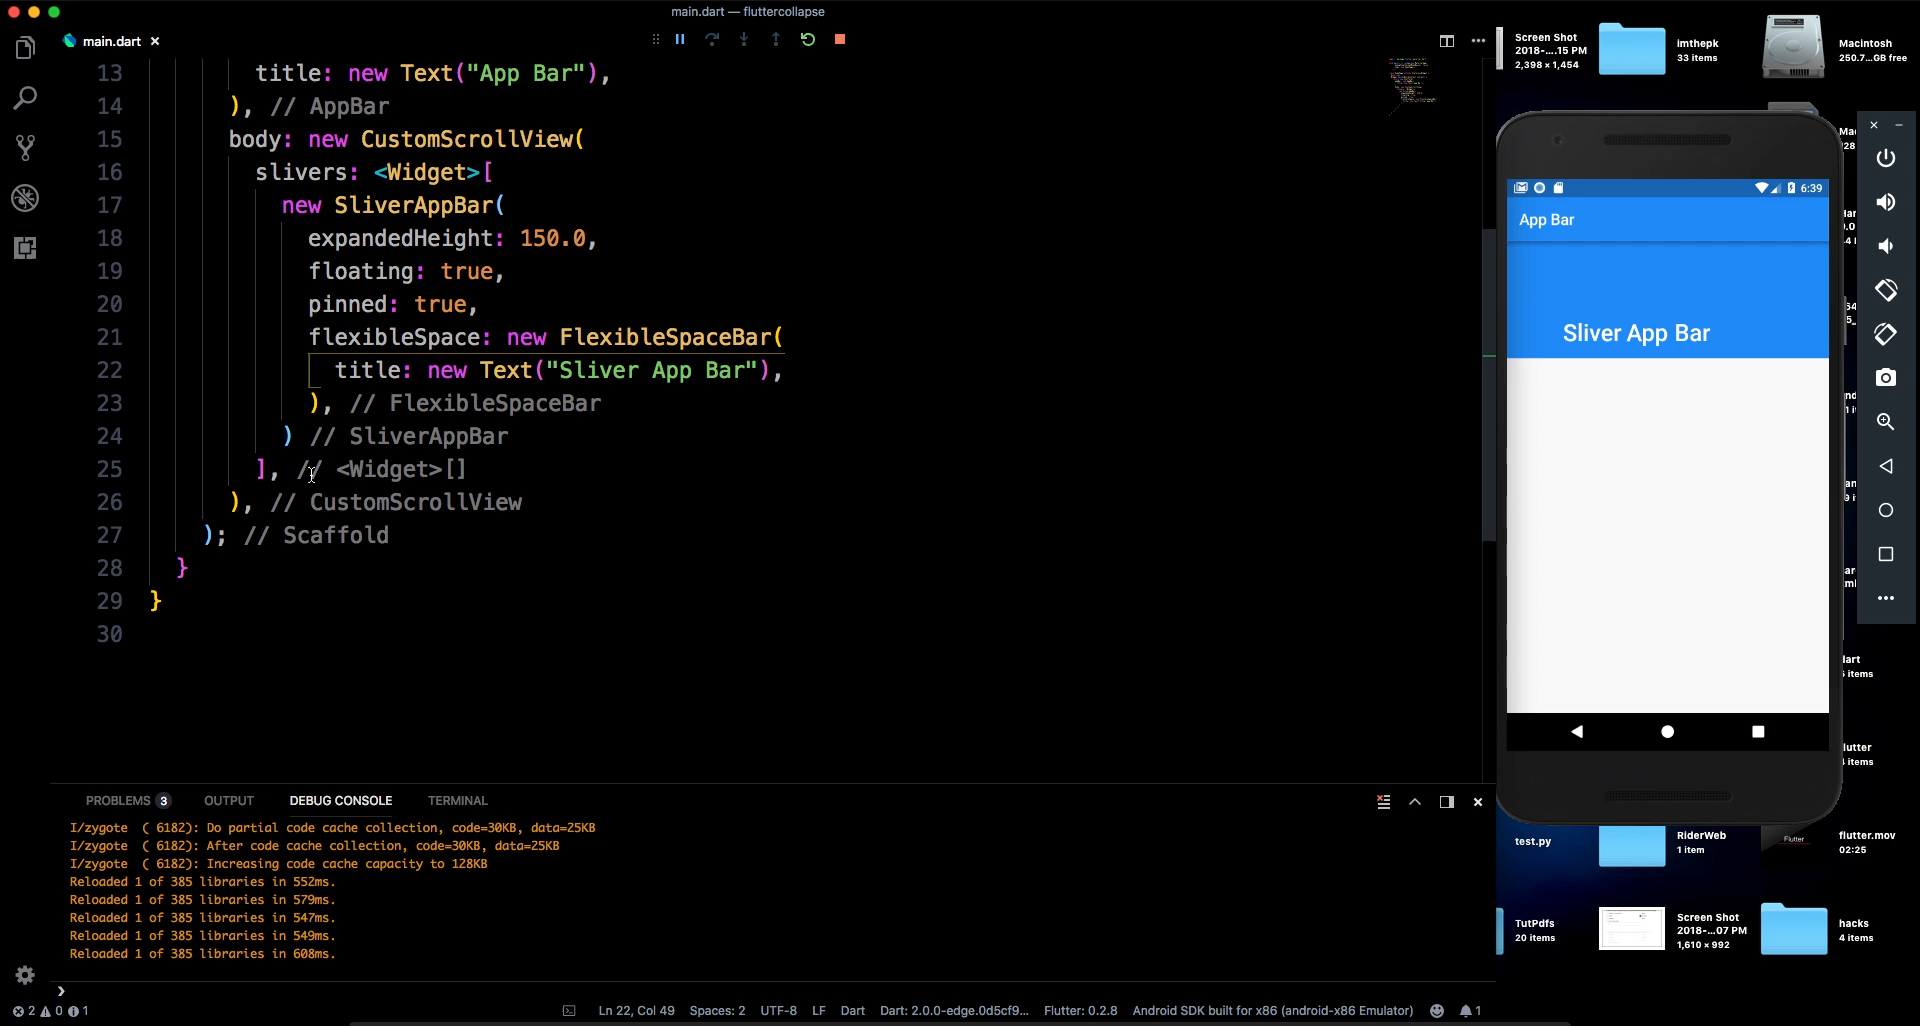 main.dart — fluttercollapse
main.dart ×
13 title: new Text("App Bar"),
14 ), // AppBar
15 body: new CustomScrollView(
16 slivers: <Widget>[
17 new SliverAppBar(
18 expandedHeight: 150.0,
19 floating: true,
20 pinned: true,
21 flexibleSpace: new FlexibleSpaceBar(
22 title: new Text("Sliver App Bar"),
23 ), // FlexibleSpaceBar
24 ) // SliverAppBar
25 ], // <Widget>[]
26 ), // CustomScrollView
27 ); // Scaffold
28 }
29 }
30
PROBLEMS 3 OUTPUT DEBUG CONSOLE TERMINAL
I/zygote ( 6182): Do partial code cache collection, code=30KB, data=25KB
I/zygote ( 6182): After code cache collection, code=30KB, data=25KB
I/zygote ( 6182): Increasing code cache capacity to 128KB
Reloaded 1 of 385 libraries in 552ms.
Reloaded 1 of 385 libraries in 579ms.
Reloaded 1 of 385 libraries in 547ms.
Reloaded 1 of 385 libraries in 549ms.
Reloaded 1 of 385 libraries in 608ms.
2 0 1 Ln 22, Col 49 Spaces: 2 UTF-8 LF Dart Dart: 2.0.0-edge.0d5cf9... Flutter: 0.2.8 Android SDK built for x86 (android-x86 Emulator) 1
Screen Shot
2018-....15 PM
2,398 × 1,454
imthepk
33 items
Macintosh
250.7...GB free
6:39
App Bar
Sliver App Bar
test.py
RiderWeb
1 item
Flutter
flutter.mov
02:25
TutPdfs
20 items
Screen Shot
2018-...07 PM
1,610 × 992
hacks
4 items